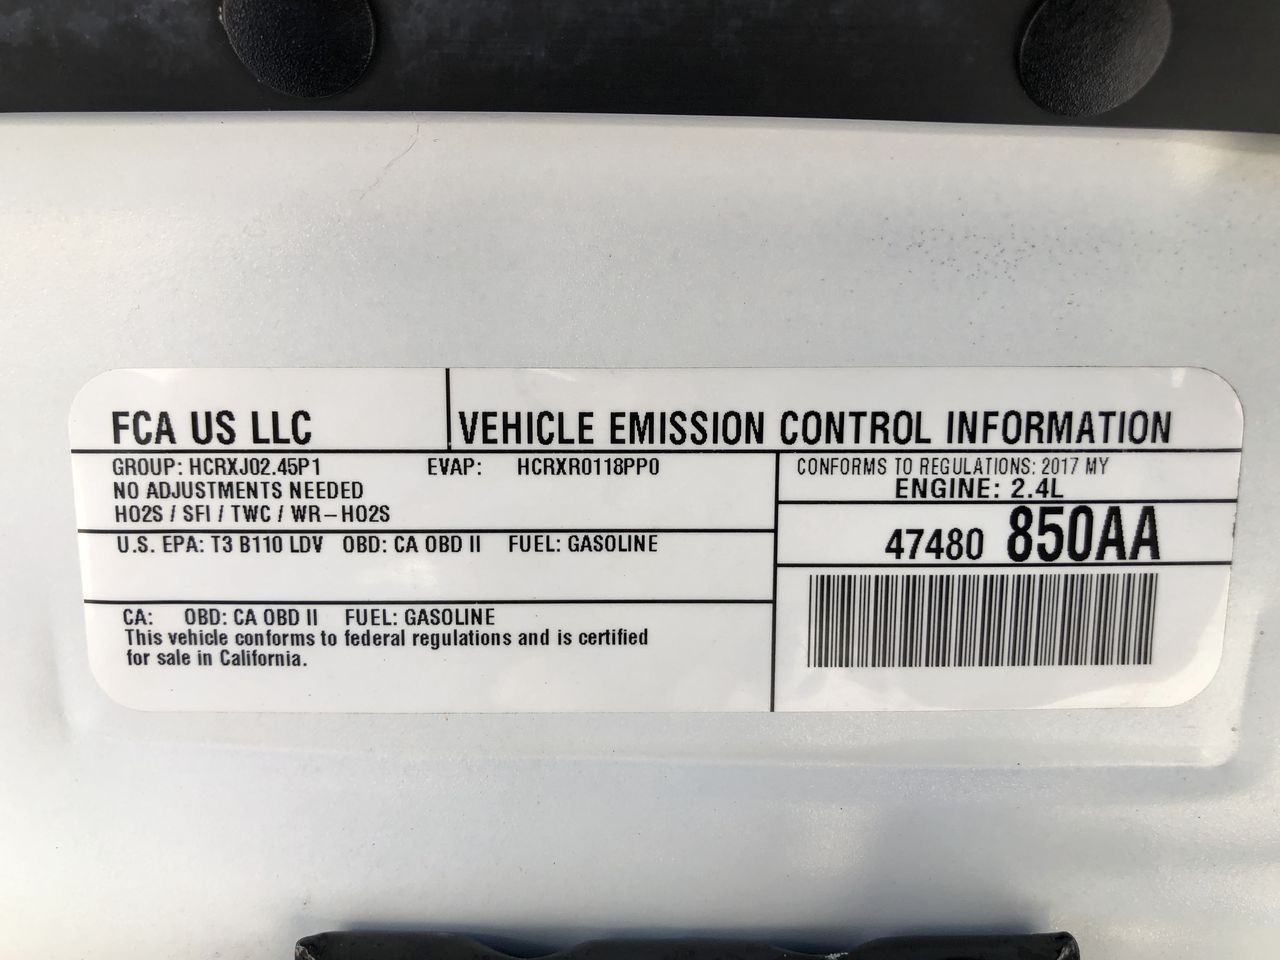 FCA US LLC
VEHICLE EMISSION CONTROL INFORMATION
GROUP: HCRXJ02.45P1 EVAP: HCRXR0118PP0
NO ADJUSTMENTS NEEDED
HO2S / SFI / TWC / WR-HO2S
CONFORMS TO REGULATIONS: 2017 MY
ENGINE: 2.4L
47480 850AA
U.S. EPA: T3 B110 LDV OBD: CA OBD II FUEL: GASOLINE
CA: OBD: CA OBD II FUEL: GASOLINE
This vehicle conforms to federal regulations and is certified
for sale in California.